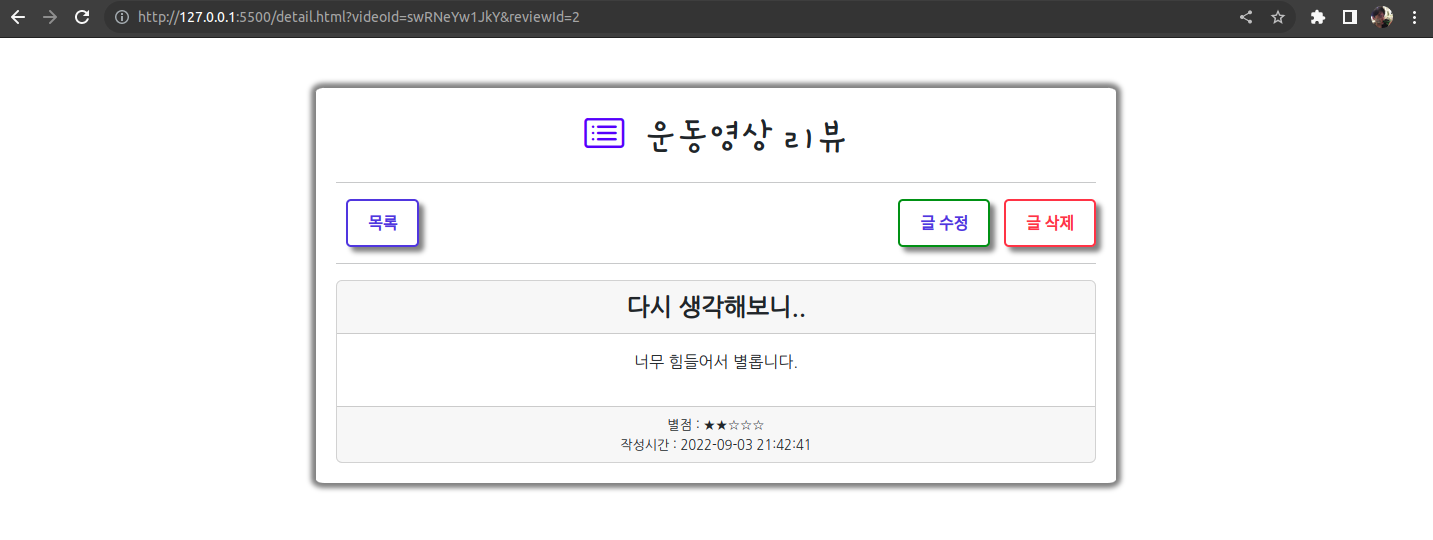 http://127.0.0.1:5500/detail.html?videoId=swRNeYw1JkY&reviewId=2
운동영상 리뷰
목록 글 수정 글 삭제
다시 생각해보니..
너무 힘들어서 별롭니다.
별점 : ★★☆☆☆
작성시간 : 2022-09-03 21:42:41